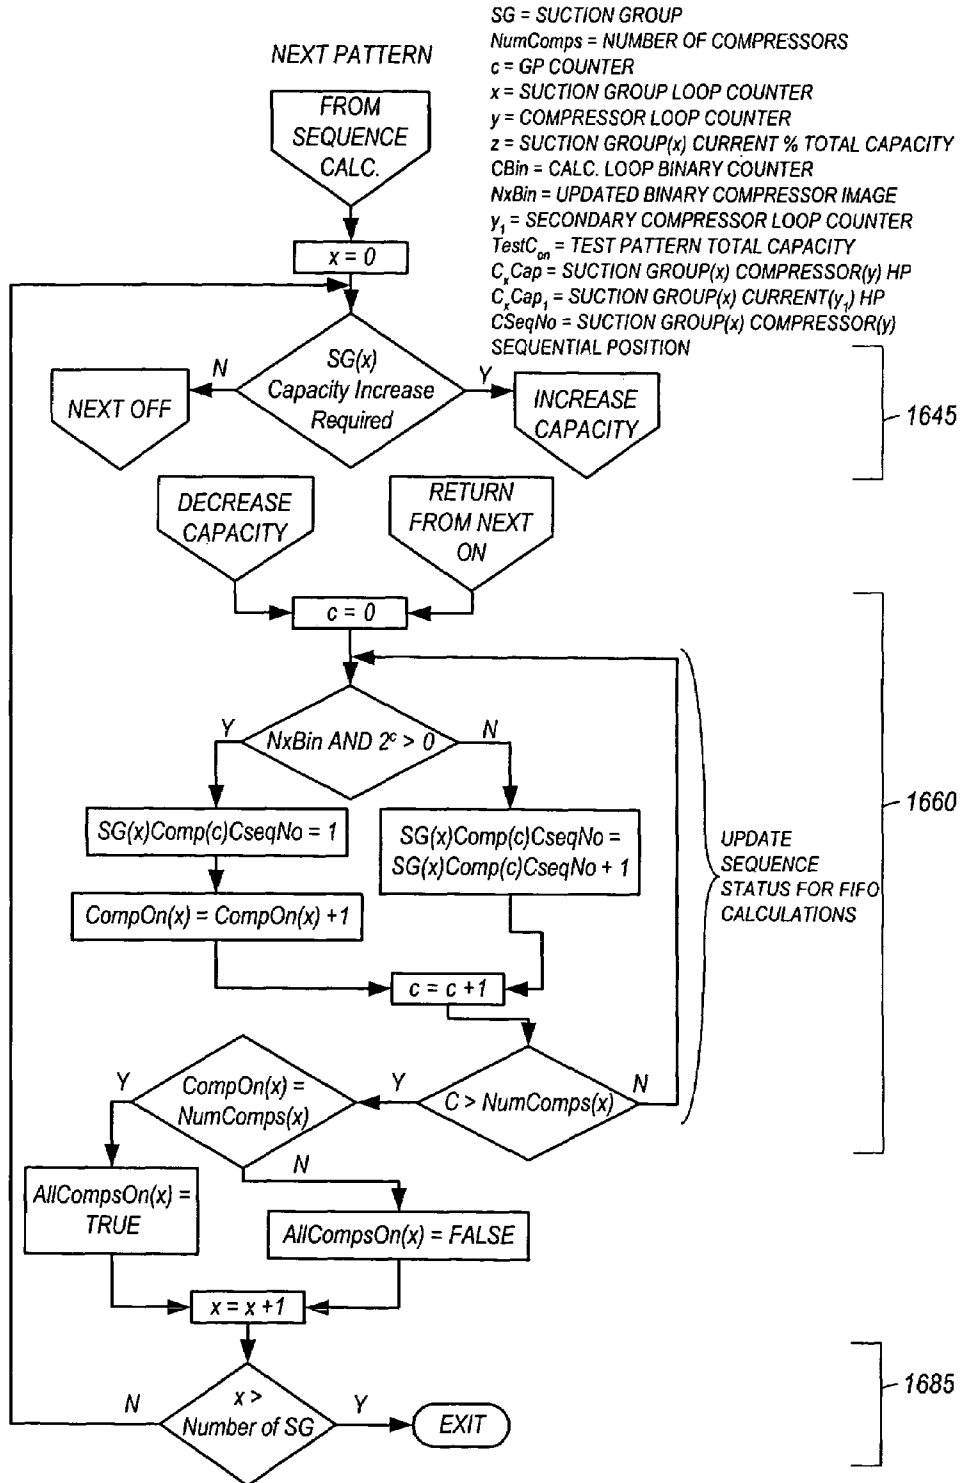 SG = SUCTION GROUP
NumComps = NUMBER OF COMPRESSORS
c = GP COUNTER
x = SUCTION GROUP LOOP COUNTER
y = COMPRESSOR LOOP COUNTER
z = SUCTION GROUP(x) CURRENT % TOTAL CAPACITY
CBin = CALC. LOOP BINARY COUNTER
NxBin = UPDATED BINARY COMPRESSOR IMAGE
y₁ = SECONDARY COMPRESSOR LOOP COUNTER
TestC_on = TEST PATTERN TOTAL CAPACITY
CₓCap = SUCTION GROUP(x) COMPRESSOR(y) HP
CₓCap₁ = SUCTION GROUP(x) CURRENT(y₁) HP
CSeqNo = SUCTION GROUP(x) COMPRESSOR(y)
SEQUENTIAL POSITION
NEXT PATTERN
FROM
SEQUENCE
CALC.
x = 0
SG(x)
Capacity Increase
Required
N
Y
NEXT OFF
INCREASE
CAPACITY
1645
DECREASE
CAPACITY
RETURN
FROM NEXT
ON
c = 0
NxBin AND 2ᶜ > 0
Y
N
SG(x)Comp(c)CseqNo = 1
SG(x)Comp(c)CseqNo =
SG(x)Comp(c)CseqNo + 1
CompOn(x) = CompOn(x) +1
c = c +1
UPDATE
SEQUENCE
STATUS FOR FIFO
CALCULATIONS
1660
C > NumComps(x)
Y
N
CompOn(x) =
NumComps(x)
Y
N
AllCompsOn(x) =
TRUE
AllCompsOn(x) = FALSE
x = x +1
x >
Number of SG
N
Y
EXIT
1685